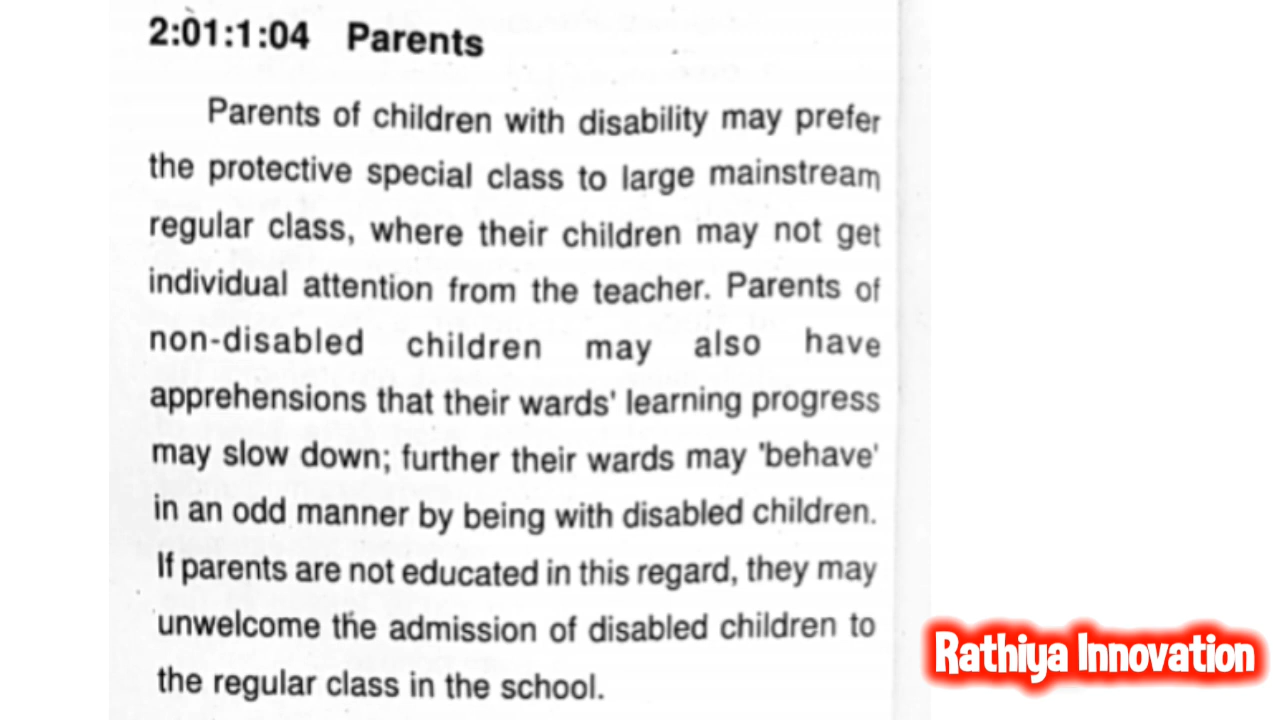 2:01:1:04 Parents
Parents of children with disability may prefer
the protective special class to large mainstream
regular class, where their children may not get
individual attention from the teacher. Parents of
non-disabled children may also have
apprehensions that their wards' learning progress
may slow down; further their wards may 'behave'
in an odd manner by being with disabled children.
If parents are not educated in this regard, they may
unwelcome the admission of disabled children to
the regular class in the school.
Rathiya Innovation